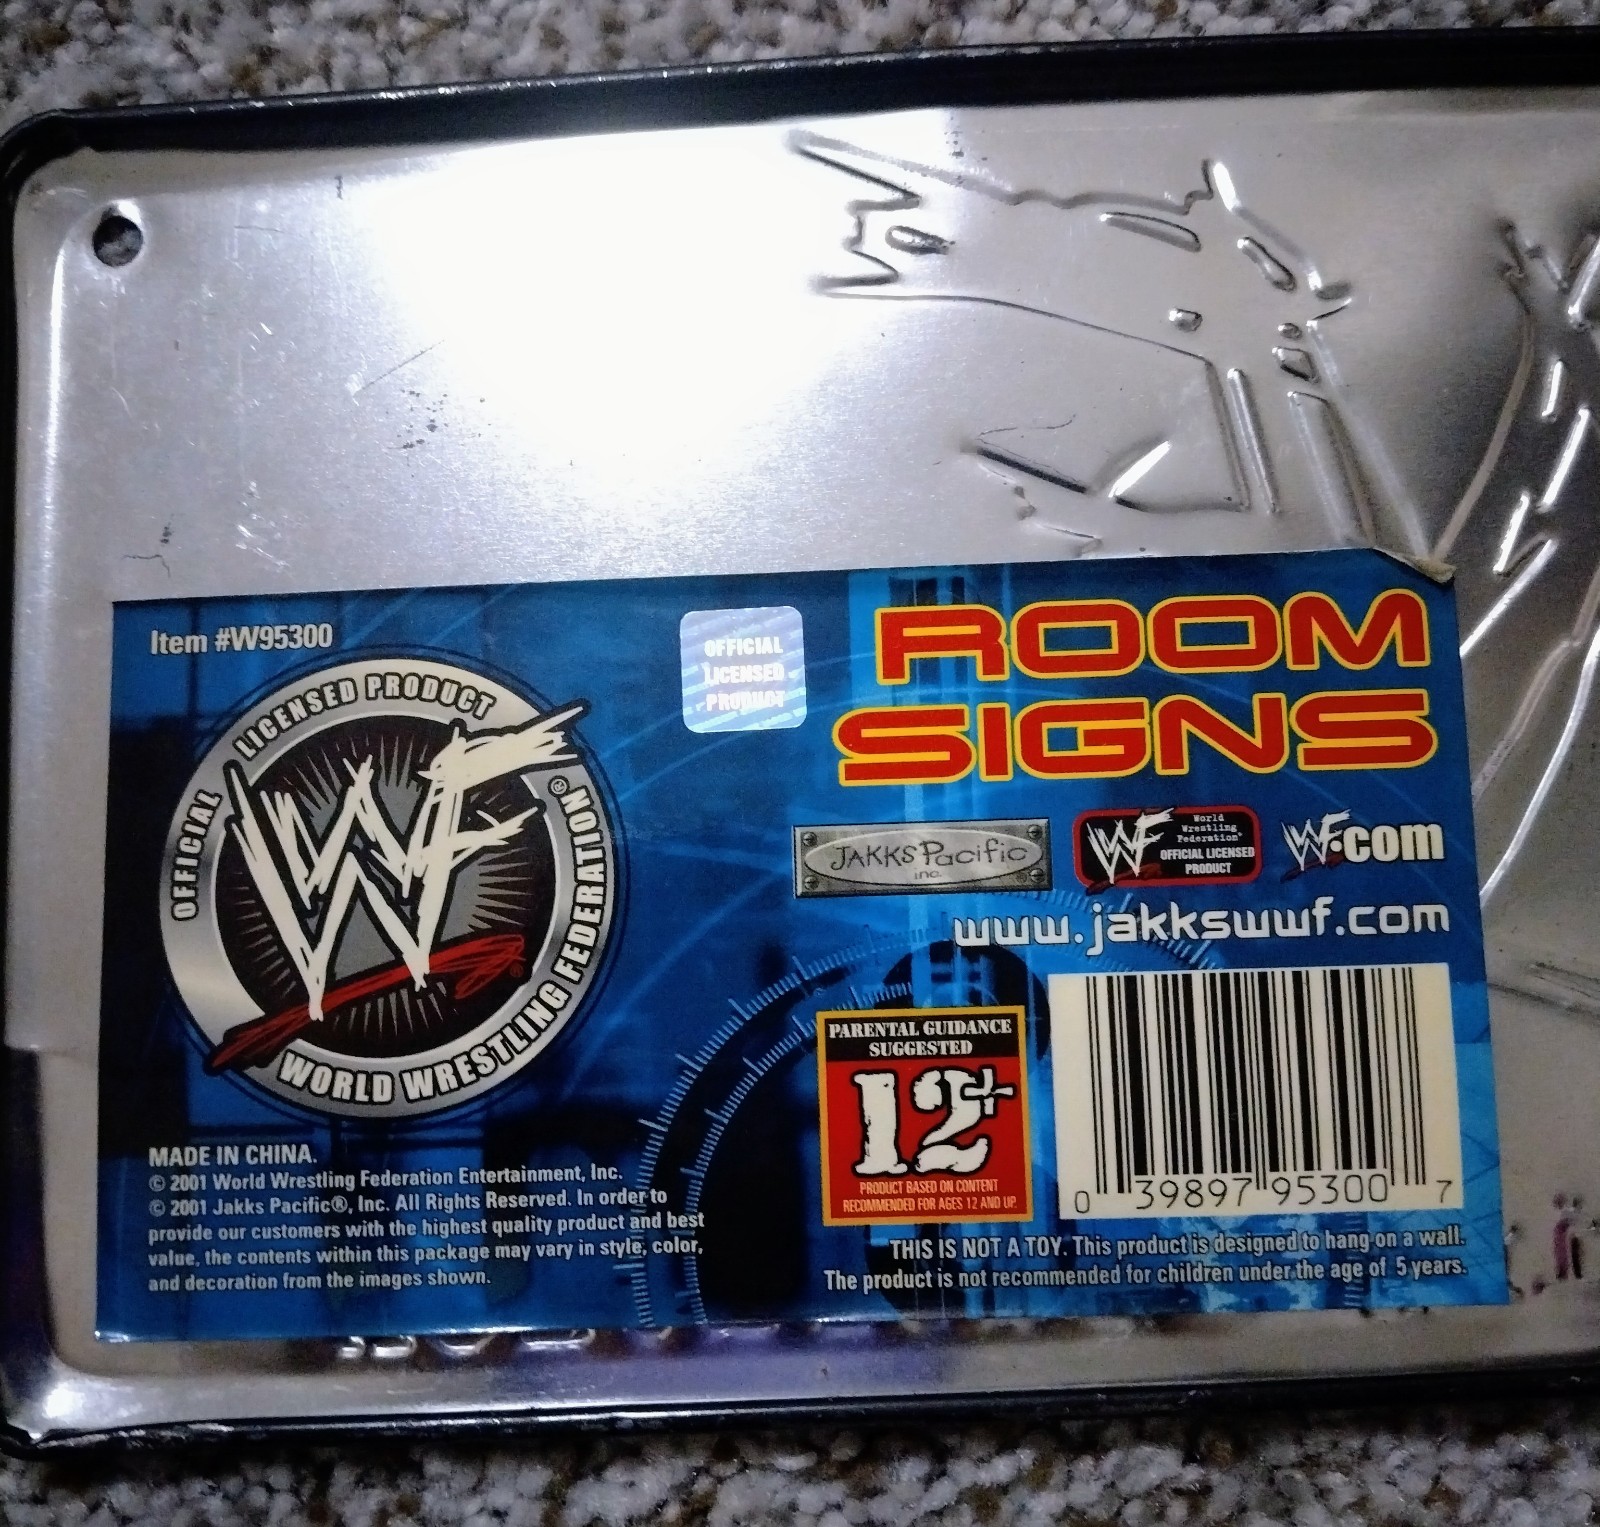 Item #W95300
OFFICIAL LICENSED PRODUCT
WF
®
WORLD WRESTLING FEDERATION®
OFFICIAL
LICENSED
PRODUCT
ROOM
SIGNS
JAKKS Pacific
inc.
WF
World
Wrestling
Federation
OFFICIAL LICENSED
PRODUCT
WF.com
www.jakkswwf.com
PARENTAL GUIDANCE
SUGGESTED
12+
PRODUCT BASED ON CONTENT
RECOMMENDED FOR AGES 12 AND UP.
0 39897 95300 7
MADE IN CHINA.
© 2001 World Wrestling Federation Entertainment, Inc.
© 2001 Jakks Pacific®, Inc. All Rights Reserved. In order to
provide our customers with the highest quality product and best
value, the contents within this package may vary in style, color,
and decoration from the images shown.
THIS IS NOT A TOY. This product is designed to hang on a wall.
The product is not recommended for children under the age of 5 years.